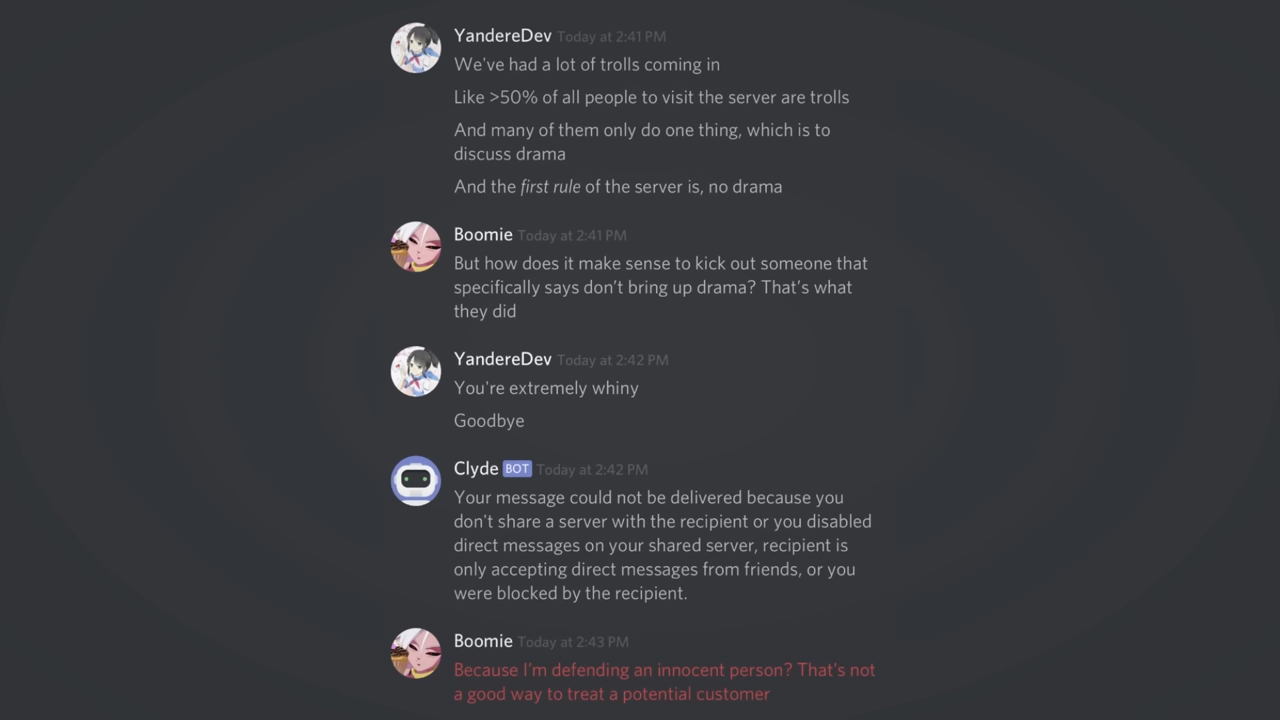 YandereDev Today at 2:41 PM
We've had a lot of trolls coming in
Like >50% of all people to visit the server are trolls
And many of them only do one thing, which is to
discuss drama
And the first rule of the server is, no drama
Boomie Today at 2:41 PM
But how does it make sense to kick out someone that
specifically says don’t bring up drama? That’s what
they did
YandereDev Today at 2:42 PM
You're extremely whiny
Goodbye
Clyde BOT Today at 2:42 PM
Your message could not be delivered because you
don't share a server with the recipient or you disabled
direct messages on your shared server, recipient is
only accepting direct messages from friends, or you
were blocked by the recipient.
Boomie Today at 2:43 PM
Because I’m defending an innocent person? That’s not
a good way to treat a potential customer